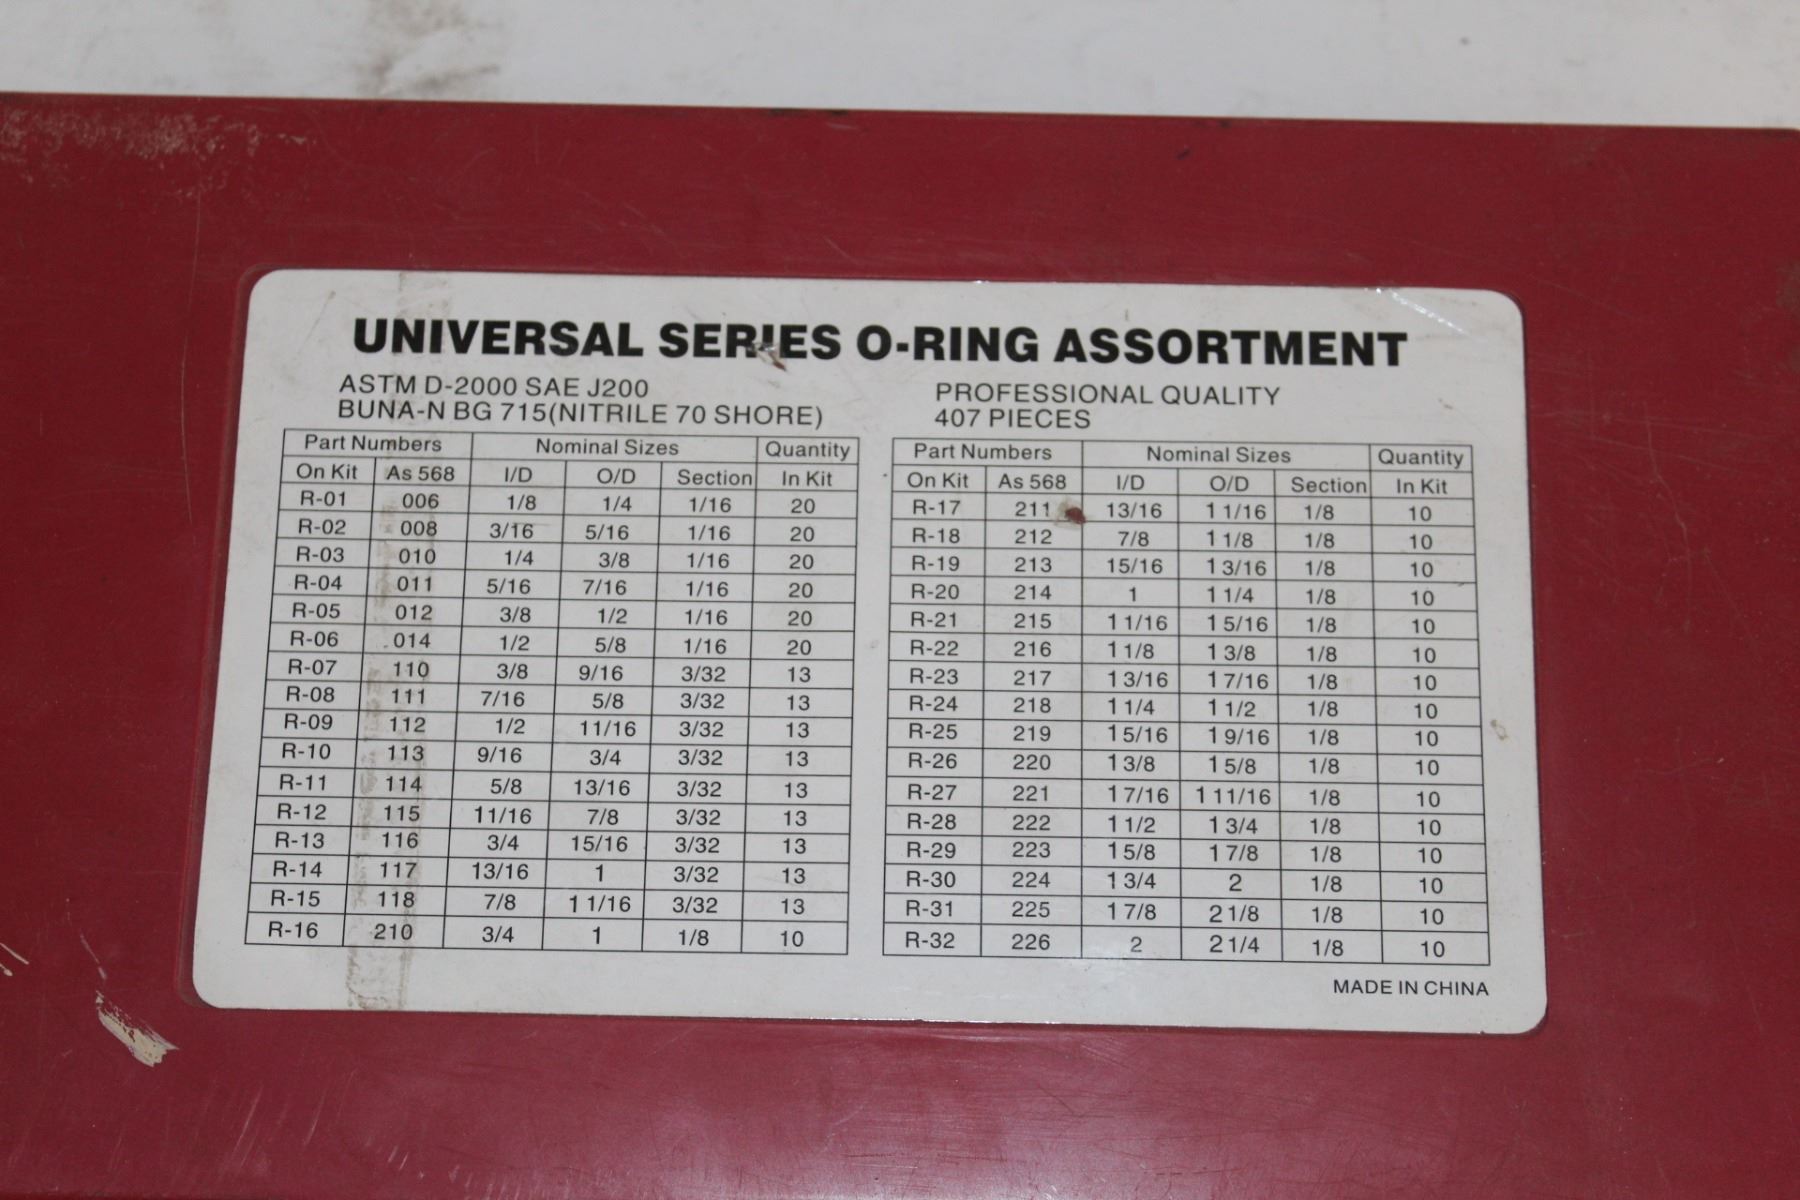 UNIVERSAL SERIES O-RING ASSORTMENT
ASTM D-2000 SAE J200
BUNA-N BG 715(NITRILE 70 SHORE)
PROFESSIONAL QUALITY
407 PIECES
Part Numbers Nominal Sizes Quantity
On Kit As 568 I/D O/D Section In Kit
R-01 006 1/8 1/4 1/16 20
R-02 008 3/16 5/16 1/16 20
R-03 010 1/4 3/8 1/16 20
R-04 011 5/16 7/16 1/16 20
R-05 012 3/8 1/2 1/16 20
R-06 014 1/2 5/8 1/16 20
R-07 110 3/8 9/16 3/32 13
R-08 111 7/16 5/8 3/32 13
R-09 112 1/2 11/16 3/32 13
R-10 113 9/16 3/4 3/32 13
R-11 114 5/8 13/16 3/32 13
R-12 115 11/16 7/8 3/32 13
R-13 116 3/4 15/16 3/32 13
R-14 117 13/16 1 3/32 13
R-15 118 7/8 1 1/16 3/32 13
R-16 210 3/4 1 1/8 10
Part Numbers Nominal Sizes Quantity
On Kit As 568 I/D O/D Section In Kit
R-17 211 13/16 1 1/16 1/8 10
R-18 212 7/8 1 1/8 1/8 10
R-19 213 15/16 1 3/16 1/8 10
R-20 214 1 1 1/4 1/8 10
R-21 215 1 1/16 1 5/16 1/8 10
R-22 216 1 1/8 1 3/8 1/8 10
R-23 217 1 3/16 1 7/16 1/8 10
R-24 218 1 1/4 1 1/2 1/8 10
R-25 219 1 5/16 1 9/16 1/8 10
R-26 220 1 3/8 1 5/8 1/8 10
R-27 221 1 7/16 1 11/16 1/8 10
R-28 222 1 1/2 1 3/4 1/8 10
R-29 223 1 5/8 1 7/8 1/8 10
R-30 224 1 3/4 2 1/8 10
R-31 225 1 7/8 2 1/8 1/8 10
R-32 226 2 2 1/4 1/8 10
MADE IN CHINA